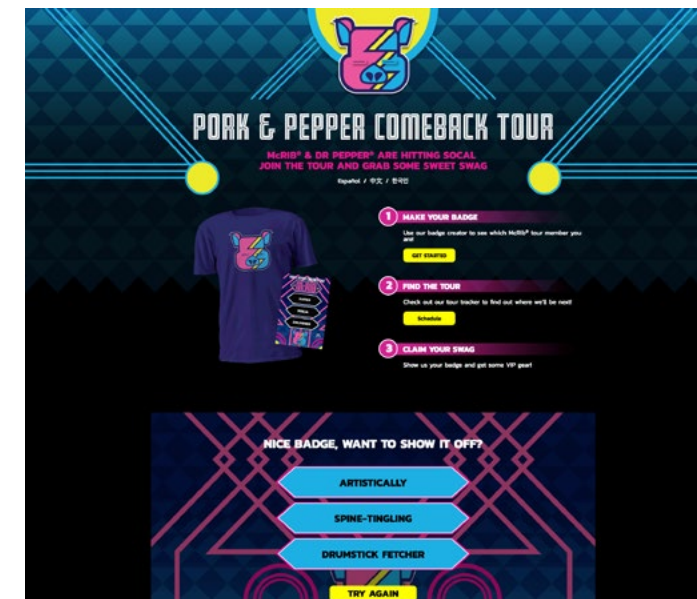 PORK & PEPPER COMEBACK TOUR
McRIB® & DR PEPPER® ARE HITTING SOCAL
JOIN THE TOUR AND GRAB SOME SWEET SWAG
Español / 中文 / 한국인
1 MAKE YOUR BADGE
Use our badge creator to see which McRib® tour member you
are!
GET STARTED
2 FIND THE TOUR
Check out our tour tracker to find out where we'll be next!
Schedule
3 CLAIM YOUR SWAG
Show us your badge and get some VIP gear!
NICE BADGE, WANT TO SHOW IT OFF?
ARTISTICALLY
SPINE-TINGLING
DRUMSTICK FETCHER
TRY AGAIN